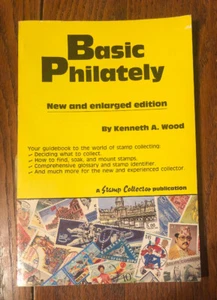 Basic
Philately
New and enlarged edition
By Kenneth A. Wood
Your guidebook to the world of stamp collecting:
✓ Deciding what to collect.
✓ How to find, soak, and mount stamps.
✓ Comprehensive glossary and stamp identifier
✓ And much more for the new and experienced collector
A Stamp Collector publication